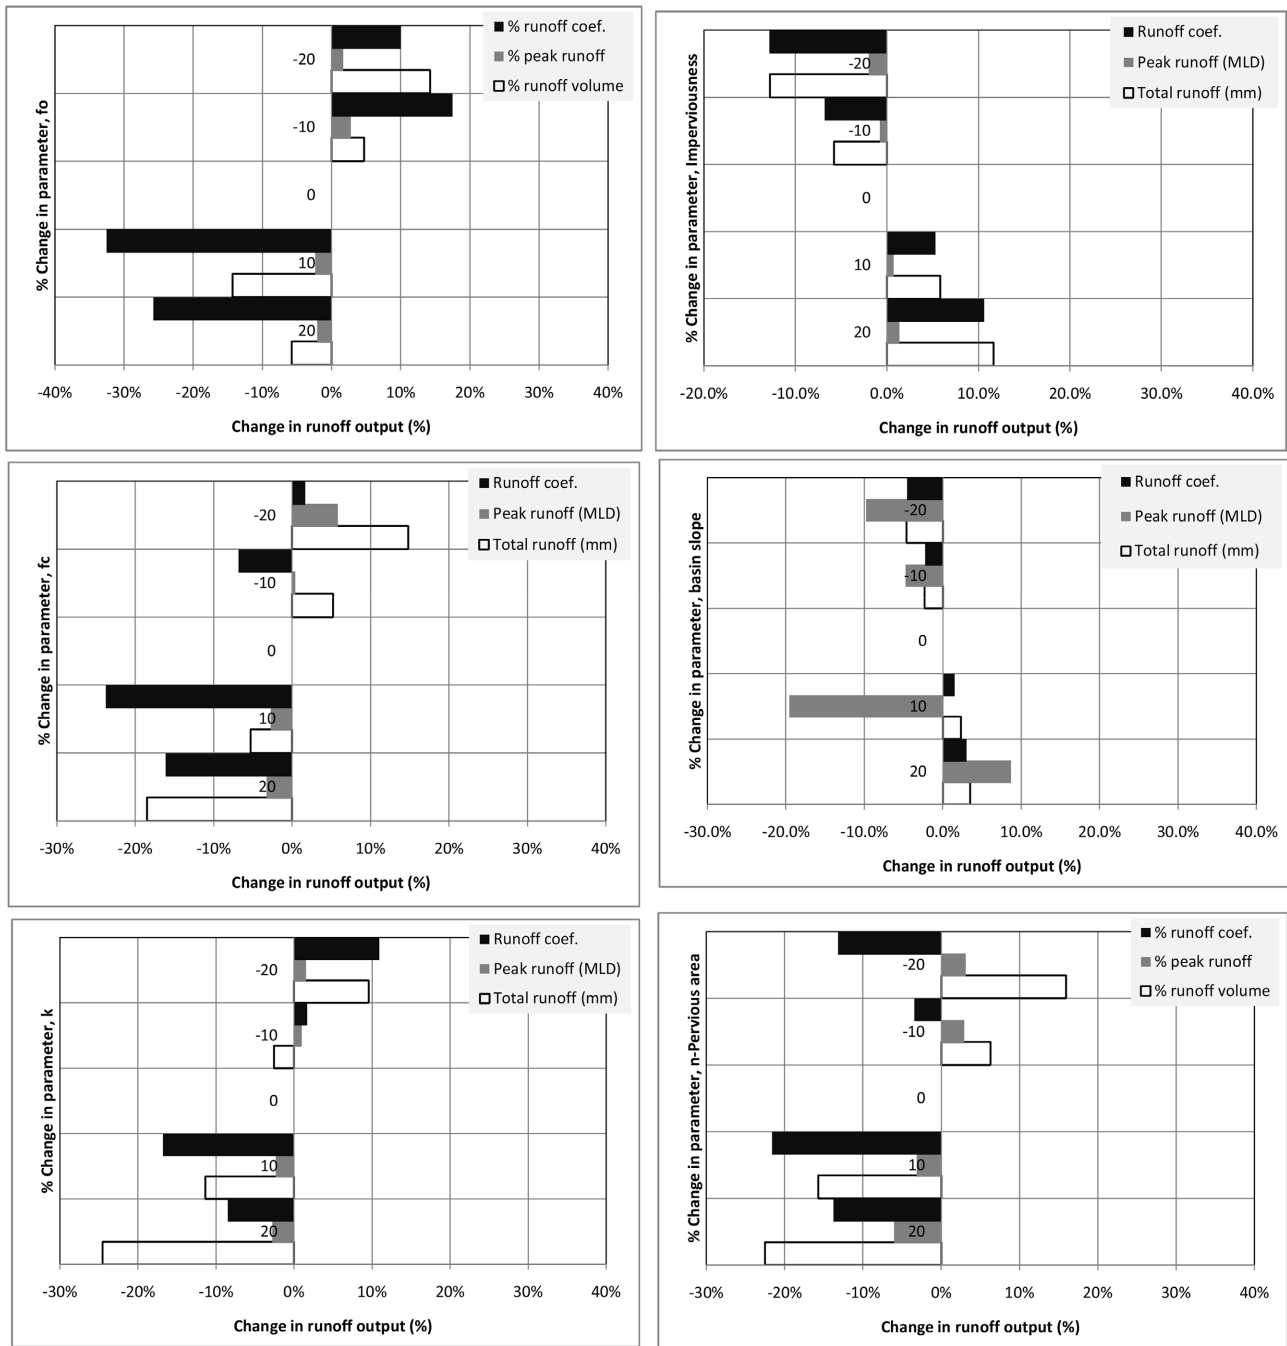 % runoff coef.
% peak runoff
% runoff volume
-20
-10
0
10
20
% Change in parameter, fo
-40% -30% -20% -10% 0% 10% 20% 30% 40%
Change in runoff output (%)
Runoff coef.
Peak runoff (MLD)
Total runoff (mm)
-20
-10
0
10
20
% Change in parameter, Imperviousness
-20.0% -10.0% 0.0% 10.0% 20.0% 30.0% 40.0%
Change in runoff output (%)
Runoff coef.
Peak runoff (MLD)
Total runoff (mm)
-20
-10
0
10
20
% Change in parameter, fc
-30% -20% -10% 0% 10% 20% 30% 40%
Change in runoff output (%)
Runoff coef.
Peak runoff (MLD)
Total runoff (mm)
-20
-10
0
10
20
% Change in parameter, basin slope
-30.0% -20.0% -10.0% 0.0% 10.0% 20.0% 30.0% 40.0%
Change in runoff output (%)
Runoff coef.
Peak runoff (MLD)
Total runoff (mm)
-20
-10
0
10
20
% Change in parameter, k
-30% -20% -10% 0% 10% 20% 30% 40%
Change in runoff output (%)
% runoff coef.
% peak runoff
% runoff volume
-20
-10
0
10
20
% Change in parameter, n-Pervious area
-30% -20% -10% 0% 10% 20% 30% 40%
Change in runoff output (%)